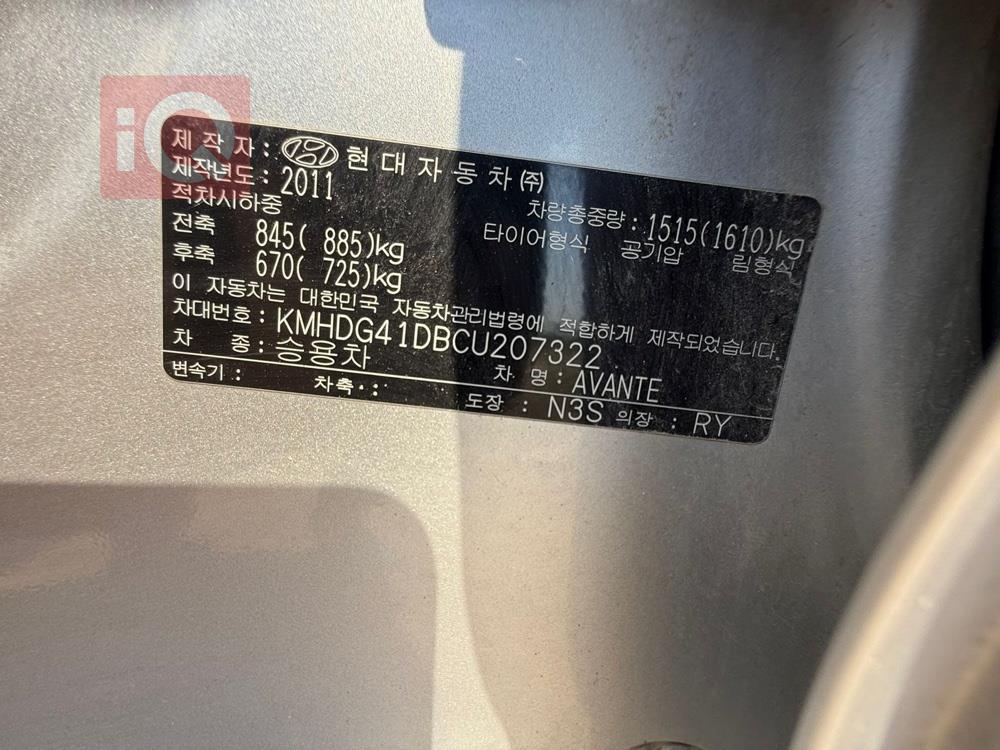 iQ
제 작 자 : 현 대 자 동 차 ㈜
제작년도 : 2011
적차시하중 차량총중량 : 1515(1610)kg
전축 845( 885)kg 타이어형식 공기압 림형식
후축 670( 725)kg
이 자동차는 대한민국 자동차관리법령에 적합하게 제작되었습니다.
차대번호 : KMHDG41DBCU207322
차 종 : 승용차 차 명 : AVANTE
변속기 : 차축 . : 도장 : N3S 의장 : RY